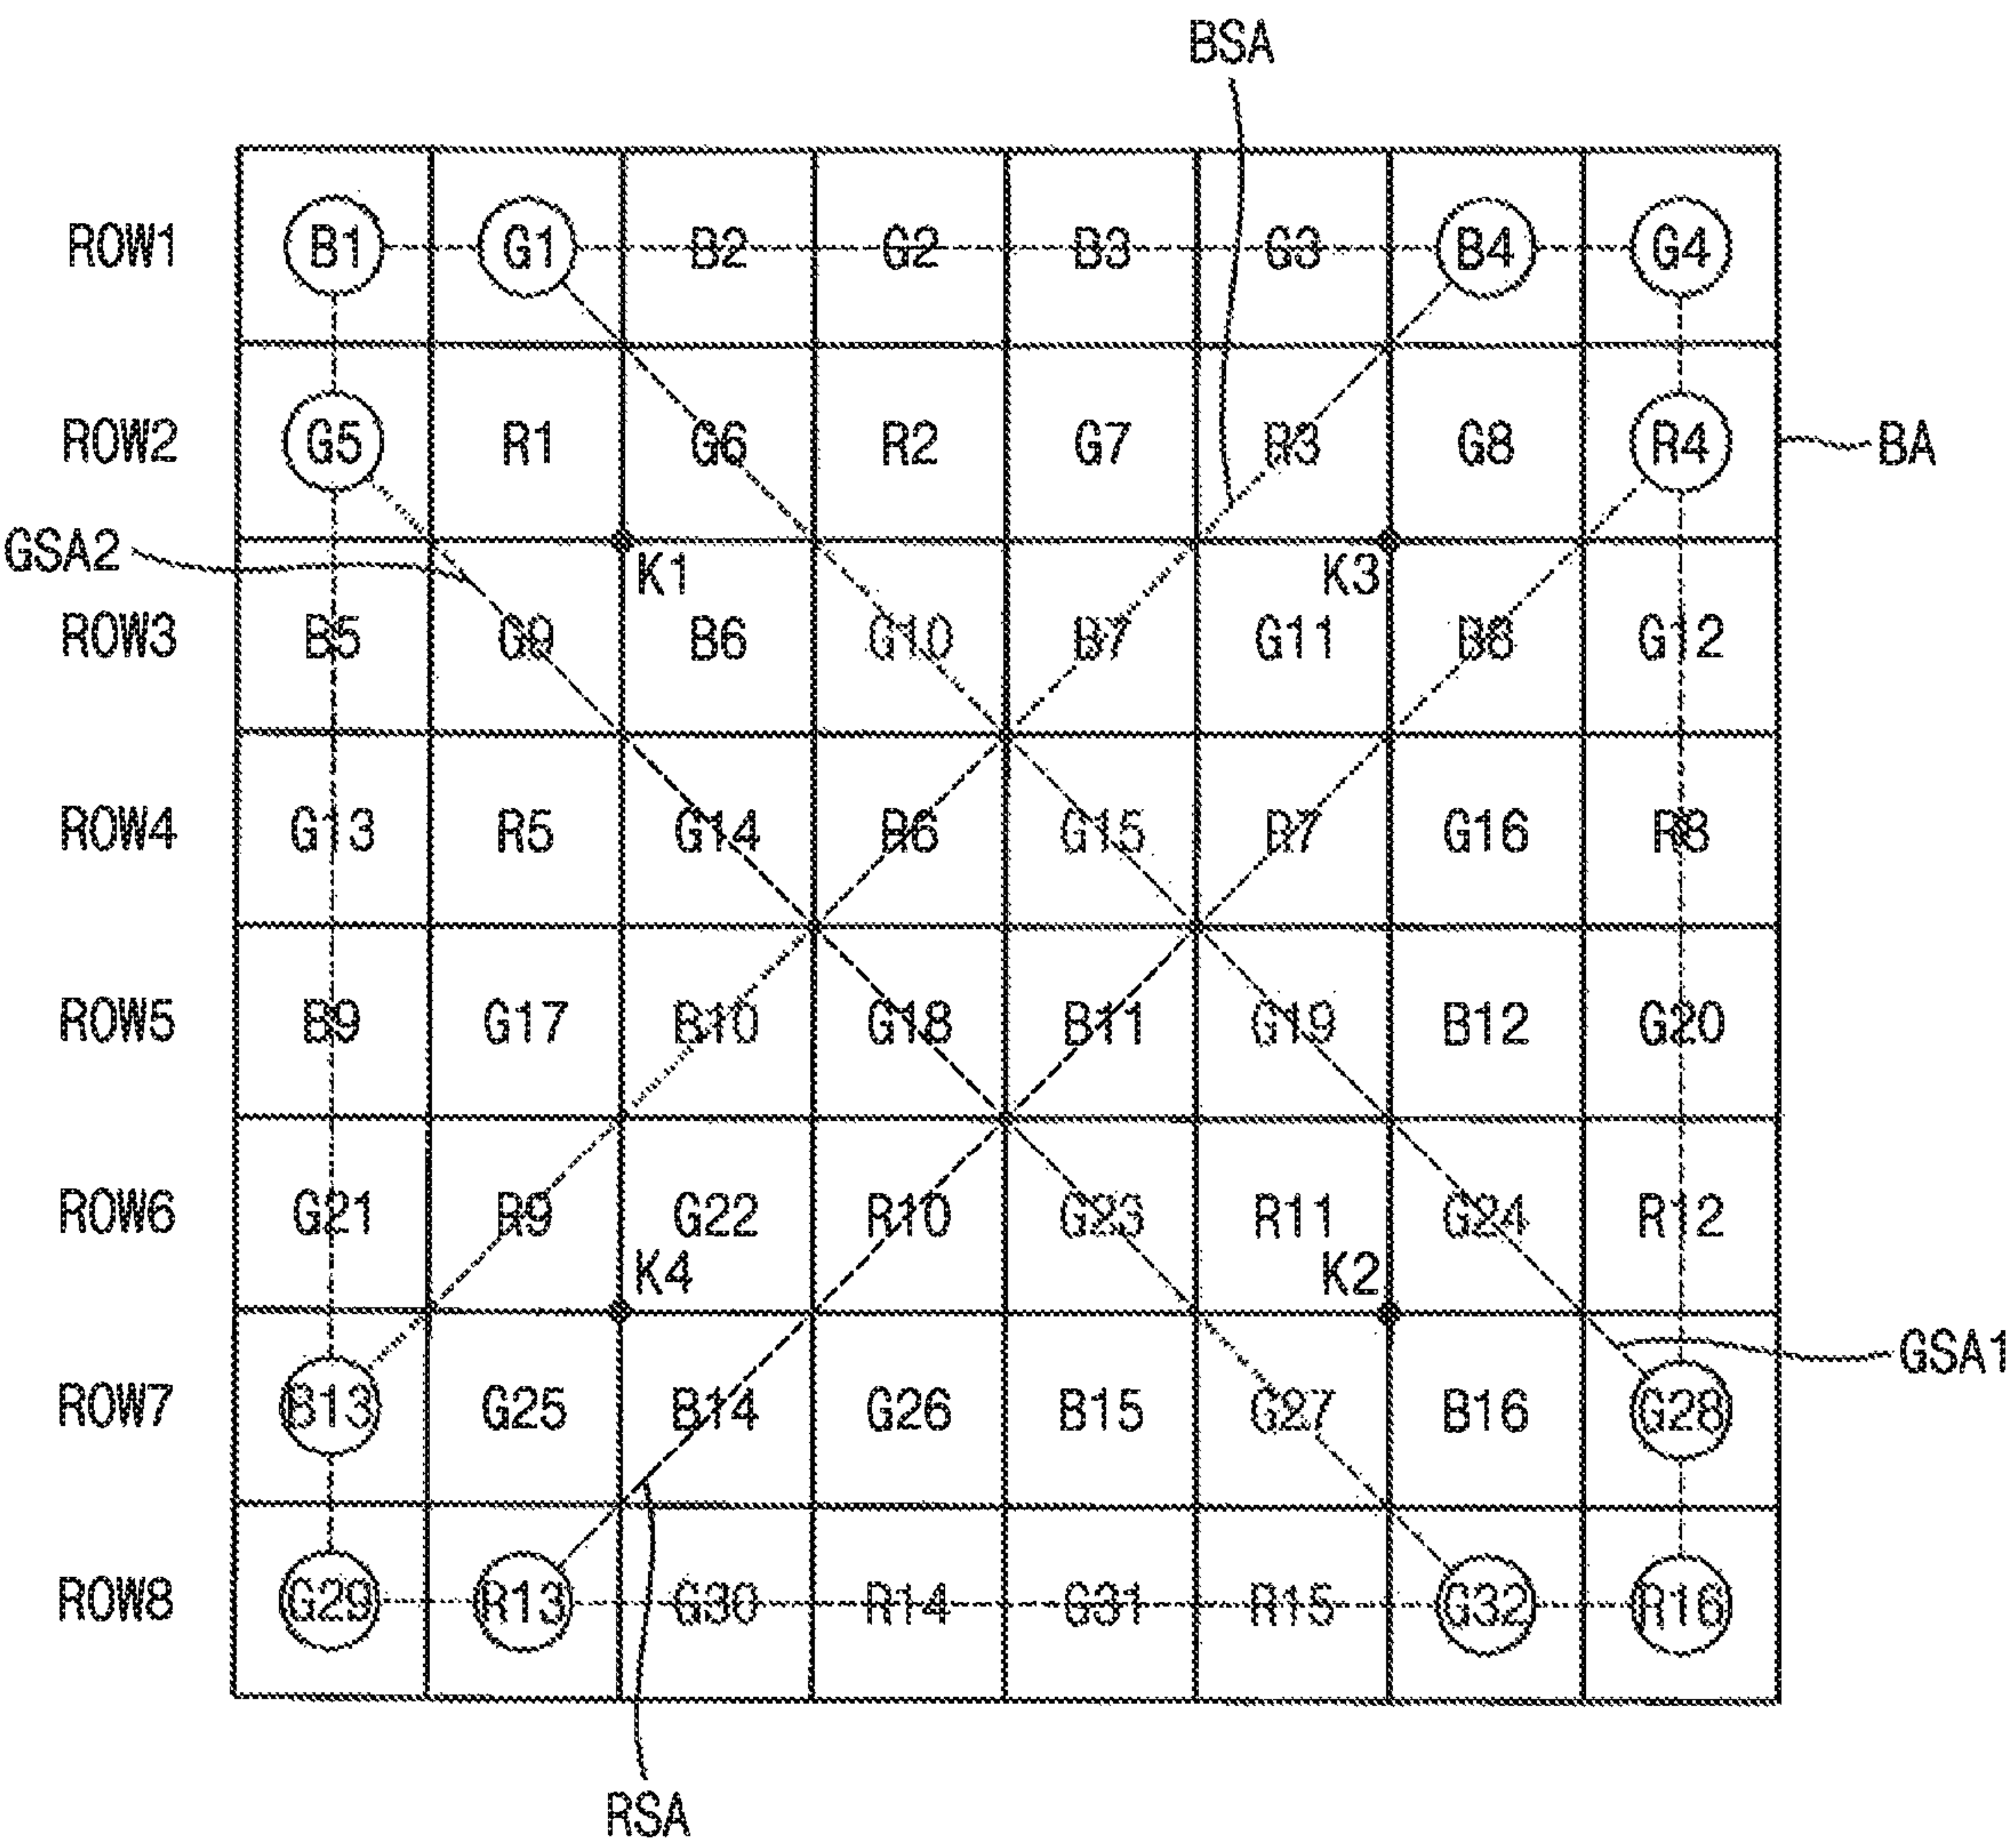 BSA
ROW1 B1 G1 B2 G2 B3 G3 B4 G4
ROW2 G5 R1 G6 R2 G7 R3 G8 R4 BA
GSA2 K1 K3
ROW3 B5 G9 B6 G10 B7 G11 B8 G12
ROW4 G13 R5 G14 R6 G15 R7 G16 R8
ROW5 B9 G17 B10 G18 B11 G19 B12 G20
ROW6 G21 R9 G22 R10 G23 R11 G24 R12
K4 K2
GSA1
ROW7 B13 G25 B14 G26 B15 G27 B16 G28
ROW8 G29 R13 G30 R14 G31 R15 G32 R16
RSA